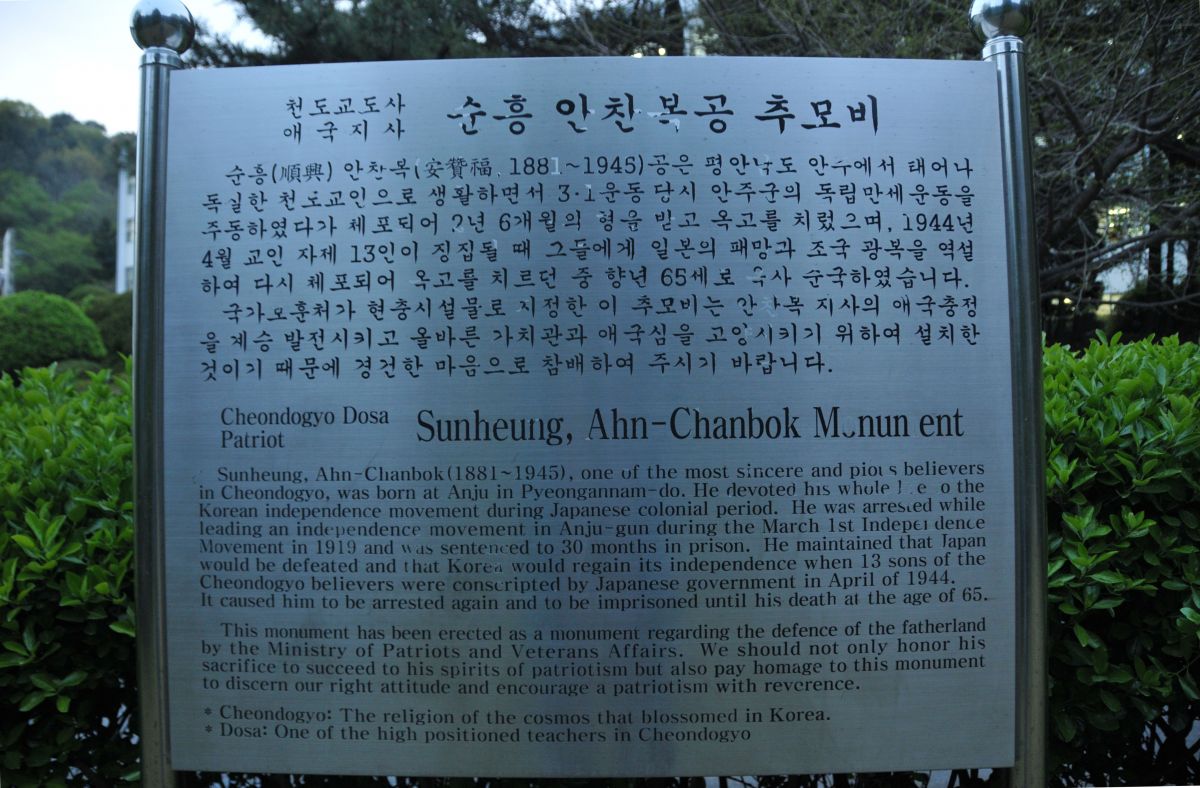 천도교도사
애국지사
순흥 안찬복공 추모비
순흥(順興) 안찬복(安贊福, 1881~1945)공은 평안남도 안주에서 태어나
독실한 천도교인으로 생활하면서 3·1운동 당시 안주군의 독립만세운동을
주동하였다가 체포되어 2년 6개월의 형을 받고 옥고를 치렀으며, 1944년
4월 교인 자제 13인이 징집될 때 그들에게 일본의 패망과 조국 광복을 역설
하여 다시 체포되어 옥고를 치르던 중 향년 65세로 옥사 순국하였습니다.
국가보훈처가 현충시설물로 지정한 이 추모비는 안찬복 지사의 애국충정
을 계승 발전시키고 올바른 가치관과 애국심을 고양시키기 위하여 설치한
것이기 때문에 경건한 마음으로 참배하여 주시기 바랍니다.
Cheondogyo Dosa
Patriot
Sunheung, Ahn-Chanbok Monument
Sunheung, Ahn-Chanbok(1881~1945), one of the most sincere and pious believers
in Cheondogyo, was born at Anju in Pyeongannam-do. He devoted his whole to the
Korean independence movement during Japanese colonial period. He was arrested while
leading an independence movement in Anju-gun during the March 1st Independence
Movement in 1919 and was sentenced to 30 months in prison. He maintained that Japan
would be defeated and that Korea would regain its independence when 13 sons of the
Cheondogyo believers were conscripted by Japanese government in April of 1944.
It caused him to be arrested again and to be imprisoned until his death at the age of 65.
This monument has been erected as a monument regarding the defence of the fatherland
by the Ministry of Patriots and Veterans Affairs. We should not only honor his
sacrifice to succeed to his spirits of patriotism but also pay homage to this monument
to discern our right attitude and encourage a patriotism with reverence.
* Cheondogyo: The religion of the cosmos that blossomed in Korea.
* Dosa: One of the high positioned teachers in Cheondogyo